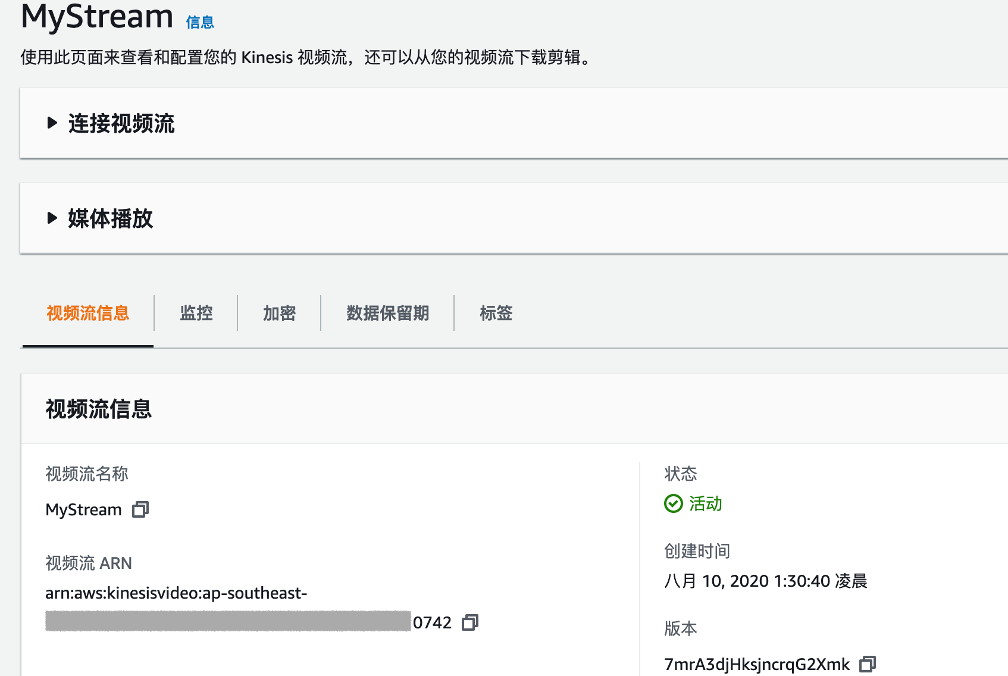 MyStream 信息
使用此页面来查看和配置您的 Kinesis 视频流，还可以从您的视频流下载剪辑。
连接视频流
媒体播放
视频流信息 监控 加密 数据保留期 标签
视频流信息
视频流名称
MyStream
视频流 ARN
arn:aws:kinesisvideo:ap-southeast-
0742
状态
活动
创建时间
八月 10, 2020 1:30:40 凌晨
版本
7mrA3djHksjncrqG2Xmk